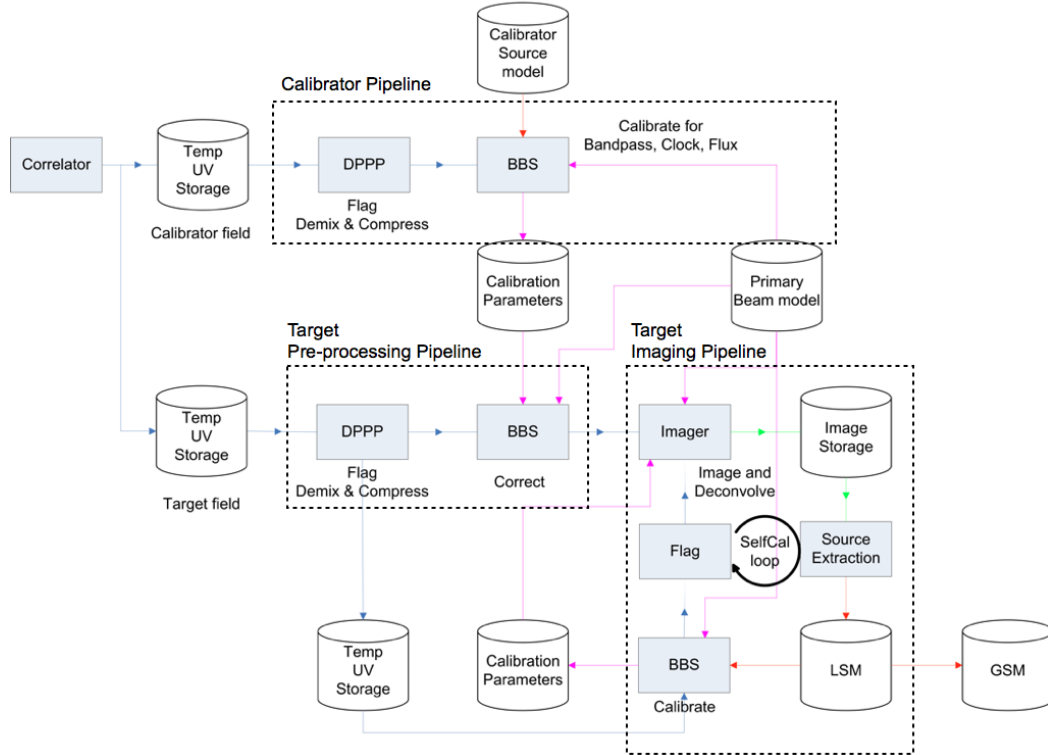 Calibrator
Source
model
Calibrator Pipeline
Calibrate for
Bandpass, Clock, Flux
Correlator
Temp
UV
Storage
DPPP
BBS
Flag
Demix & Compress
Calibrator field
Calibration
Parameters
Primary
Beam model
Target
Pre-processing Pipeline
Target
Imaging Pipeline
Temp
UV
Storage
DPPP
BBS
Imager
Image
Storage
Flag
Demix & Compress
Correct
Image and
Deconvolve
Target field
Flag
SelfCal
loop
Source
Extraction
Temp
UV
Storage
Calibration
Parameters
BBS
LSM
GSM
Calibrate